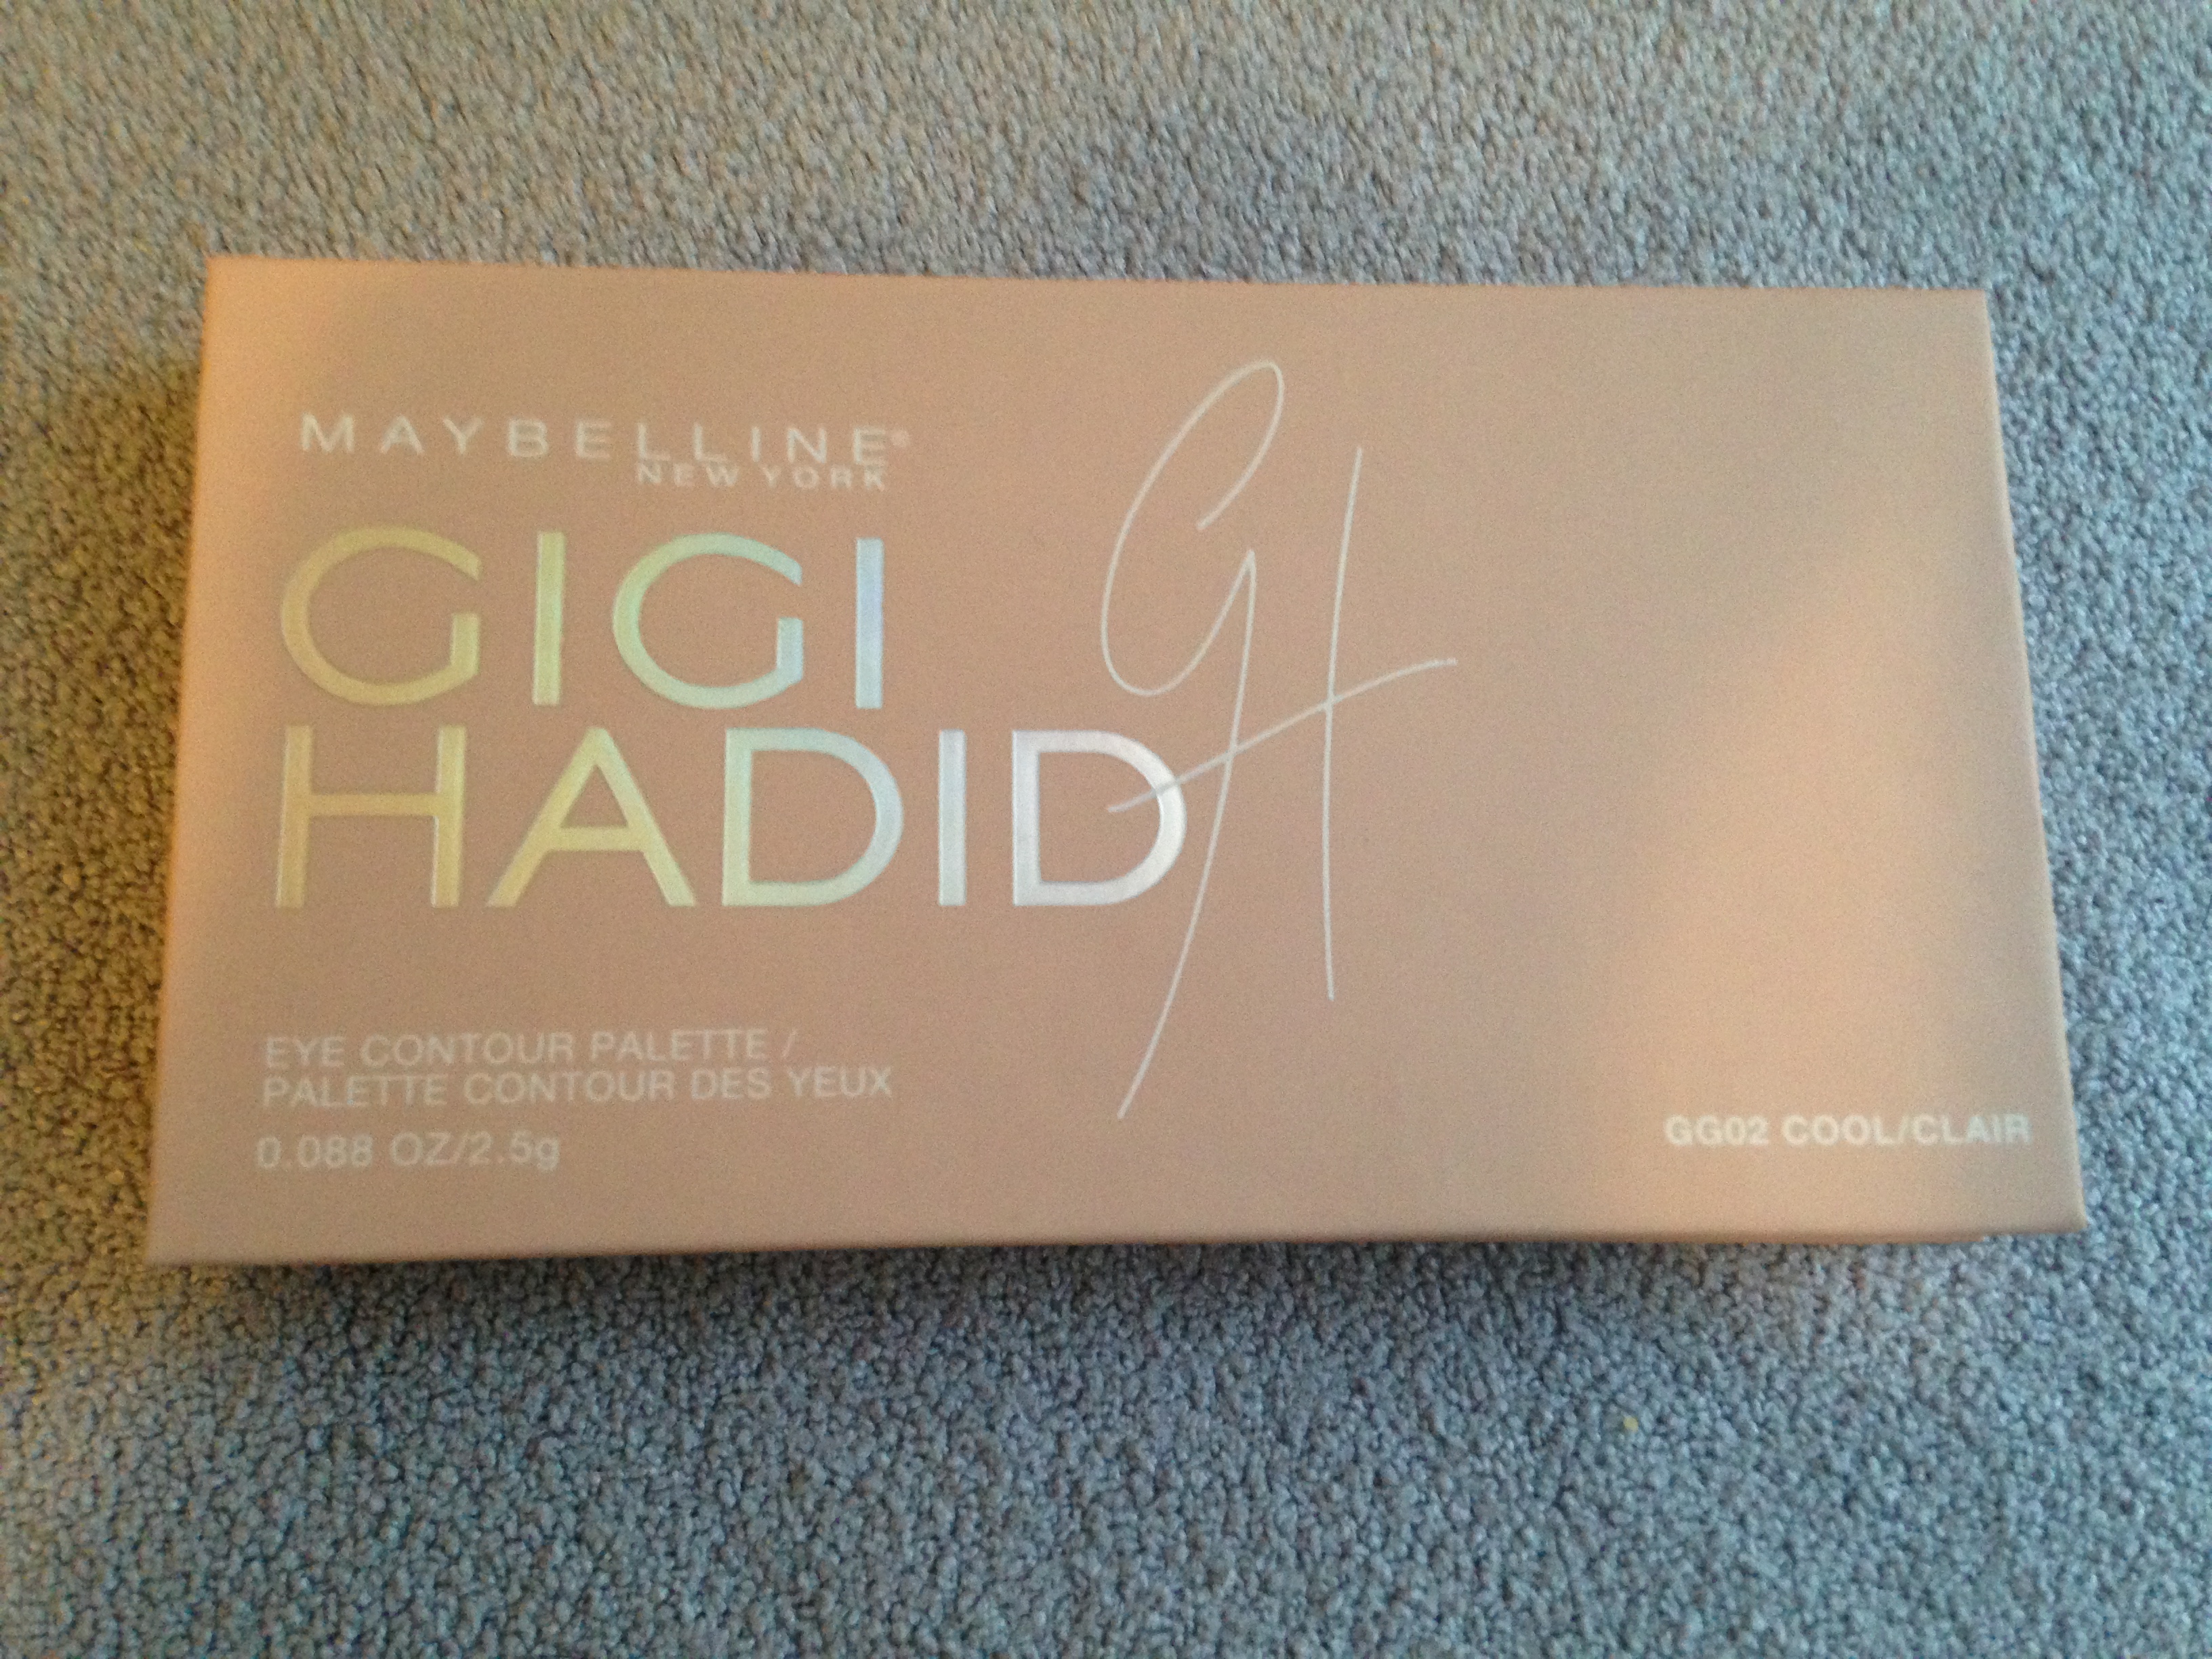 MAYBELLINE®
NEW YORK
GIGI
HADID
GH
EYE CONTOUR PALETTE /
PALETTE CONTOUR DES YEUX
0.088 OZ/2.5g
GG02 COOL/CLAIR